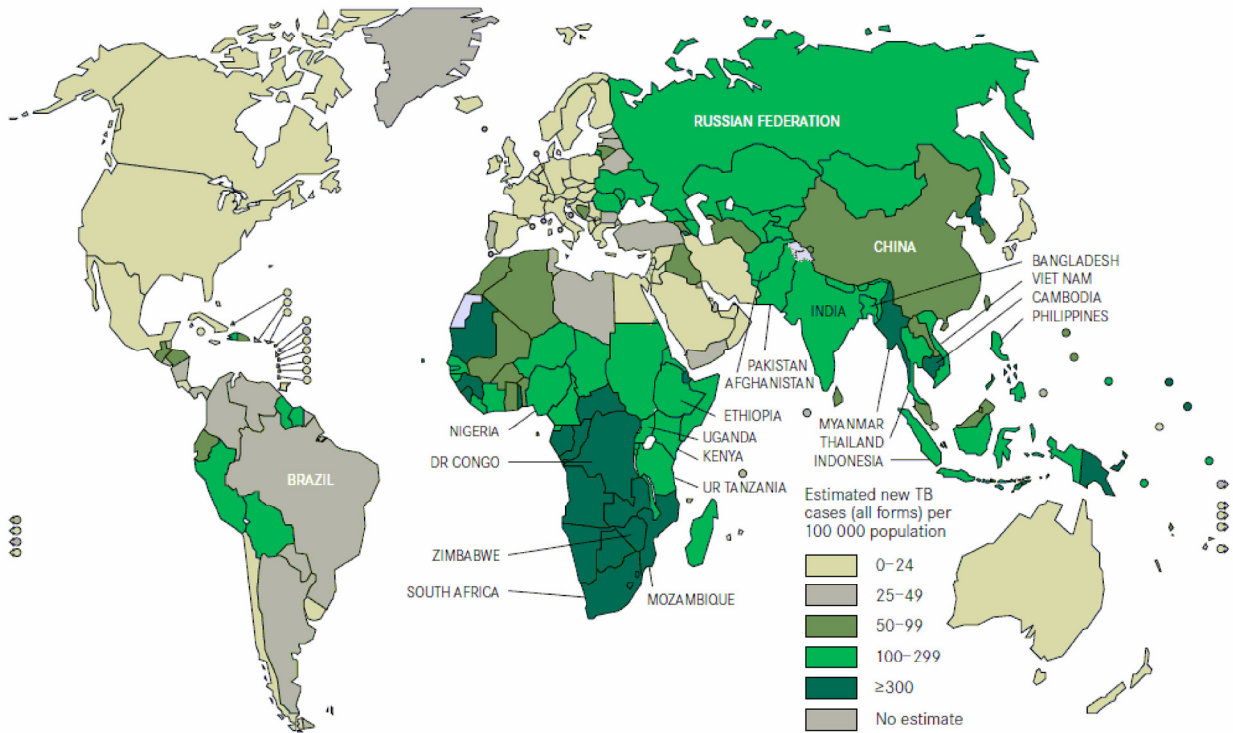 RUSSIAN FEDERATION
CHINA
BANGLADESH
VIET NAM
CAMBODIA
PHILIPPINES
INDIA
PAKISTAN
AFGHANISTAN
ETHIOPIA
NIGERIA
UGANDA
MYANMAR
KENYA
THAILAND
DR CONGO
INDONESIA
BRAZIL
UR TANZANIA
ZIMBABWE
SOUTH AFRICA
MOZAMBIQUE
Estimated new TB
cases (all forms) per
100 000 population
0–24
25–49
50–99
100–299
≥300
No estimate